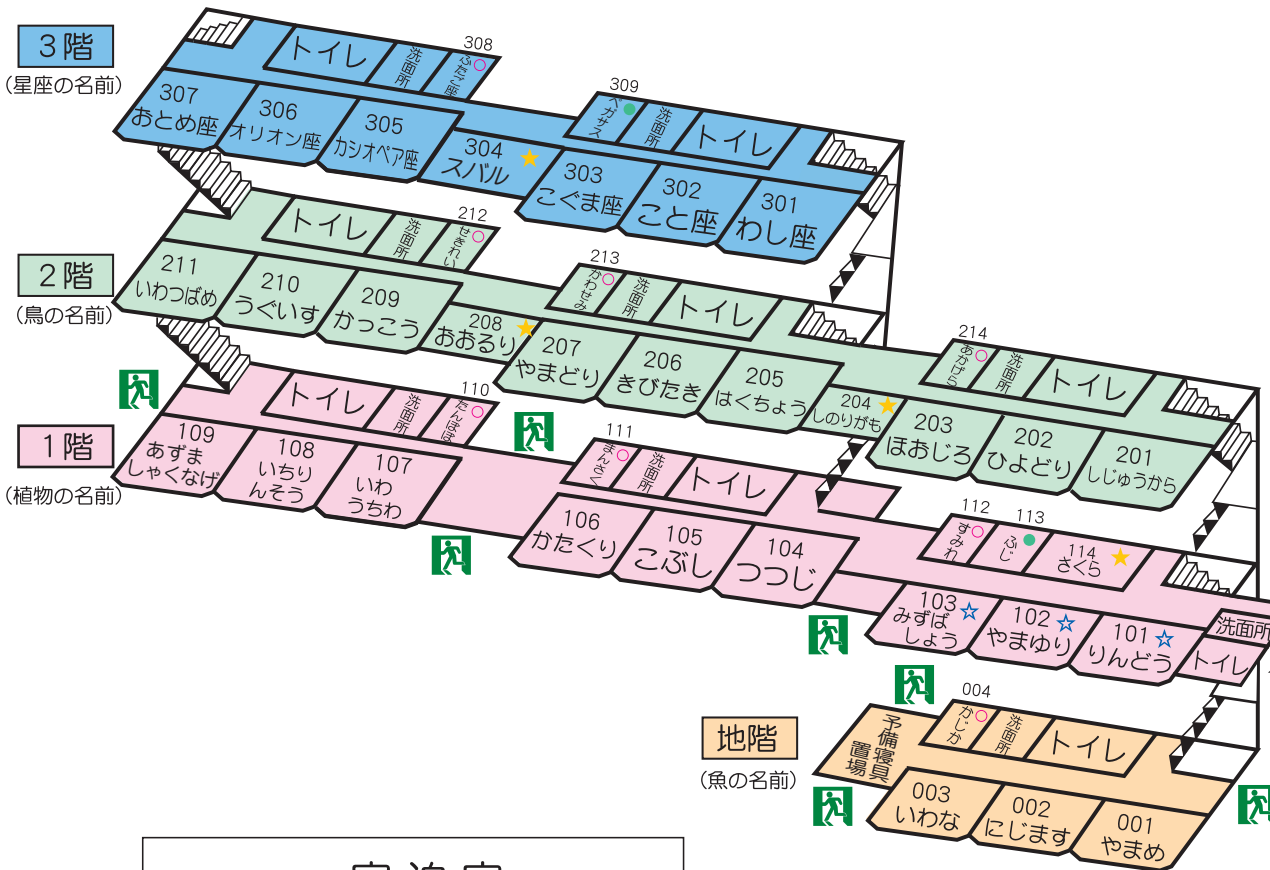 3階
(星座の名前)
トイレ
洗面所
308
ふたご座
309
ペガサス
洗面所
トイレ
307
おとめ座
306
オリオン座
305
カシオペア座
304
スバル
303
こぐま座
302
こと座
301
わし座
2階
(鳥の名前)
トイレ
洗面所
212
せきれい
213
かわせみ
洗面所
トイレ
214
あかげら
洗面所
トイレ
211
いわつばめ
210
うぐいす
209
かっこう
208
おおるり
207
やまどり
206
きびたき
205
はくちょう
204
しのりがも
203
ほおじろ
202
ひよどり
201
しじゅうから
1階
(植物の名前)
トイレ
洗面所
110
たんぽぽ
111
まんさく
洗面所
トイレ
112
すみれ
113
ふじ
114
さくら
109
あずま
しゃくなげ
108
いちり
んそう
107
いわ
うちわ
106
かたくり
105
こぶし
104
つつじ
103
みずば
しょう
102
やまゆり
101
りんどう
洗面所
トイレ
地階
(魚の名前)
予備寝具
置場
004
かじか
洗面所
トイレ
003
いわな
002
にじます
001
やまめ